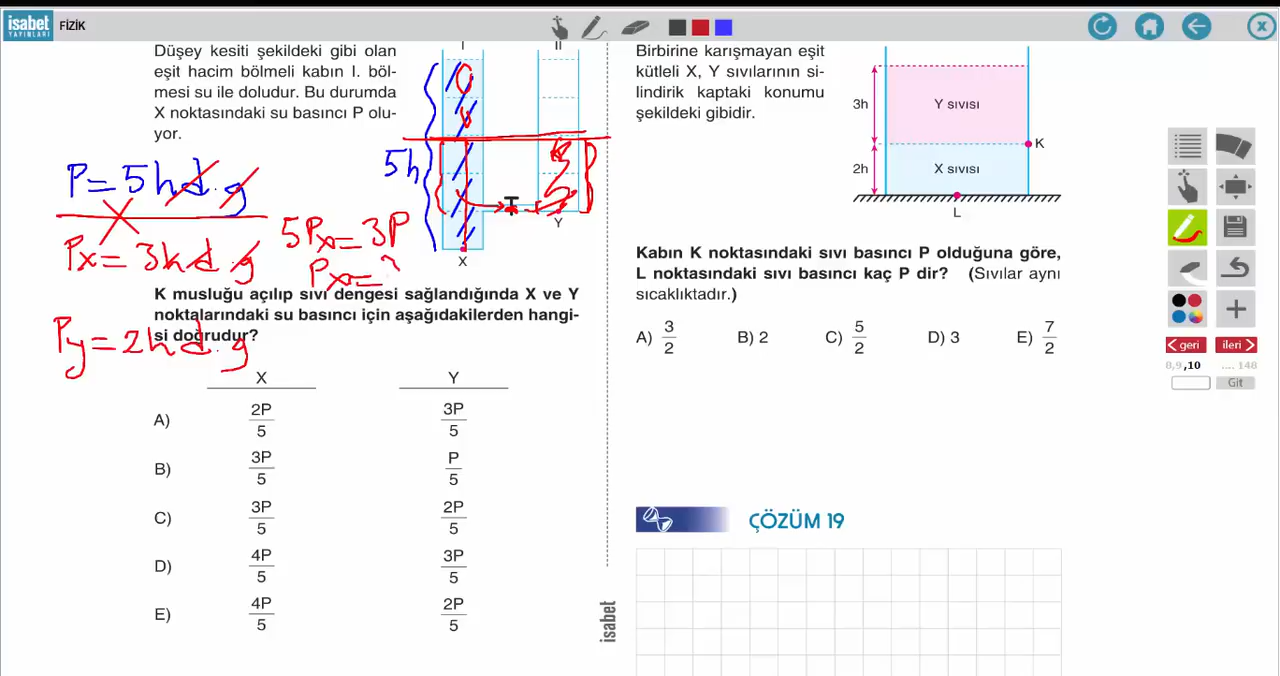 isabet
YAYINLARI
FİZİK
I
II
Düşey kesiti şekildeki gibi olan
eşit hacim bölmeli kabın I. böl-
mesi su ile doludur. Bu durumda
X noktasındaki su basıncı P olu-
yor.
5h
P = 5hd.g
Px = 3hd.g
5Px = 3P
Px = ?
Py = 2hd.g
Y
X
K musluğu açılıp sıvı dengesi sağlandığında X ve Y
noktalarındaki su basıncı için aşağıdakilerden hangi-
si doğrudur?
X Y
A) 2P/5 3P/5
B) 3P/5 P/5
C) 3P/5 2P/5
D) 4P/5 3P/5
E) 4P/5 2P/5
isabet
Birbirine karışmayan eşit
kütleli X, Y sıvılarının si-
lindirik kaptaki konumu
şekildeki gibidir.
3h
Y sıvısı
K
2h
X sıvısı
L
Kabın K noktasındaki sıvı basıncı P olduğuna göre,
L noktasındaki sıvı basıncı kaç P dir? (Sıvılar aynı
sıcaklıktadır.)
A) 3/2 B) 2 C) 5/2 D) 3 E) 7/2
ÇÖZÜM 19
geri
ileri
8,9,10 .... 148
Git